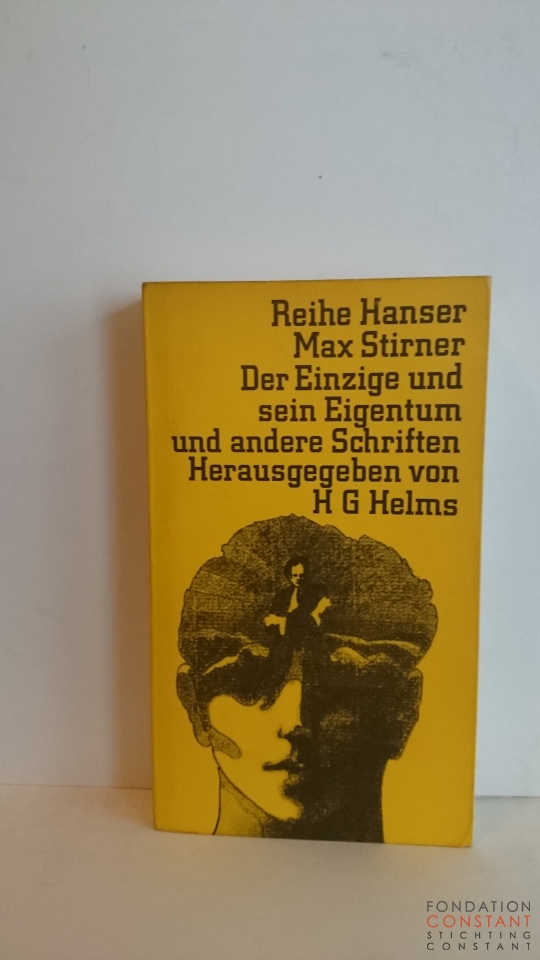 Reihe Hanser
Max Stirner
Der Einzige und
sein Eigentum
und andere Schriften
Herausgegeben von
H G Helms
FONDATION
CONSTANT
STICHTING
CONSTANT